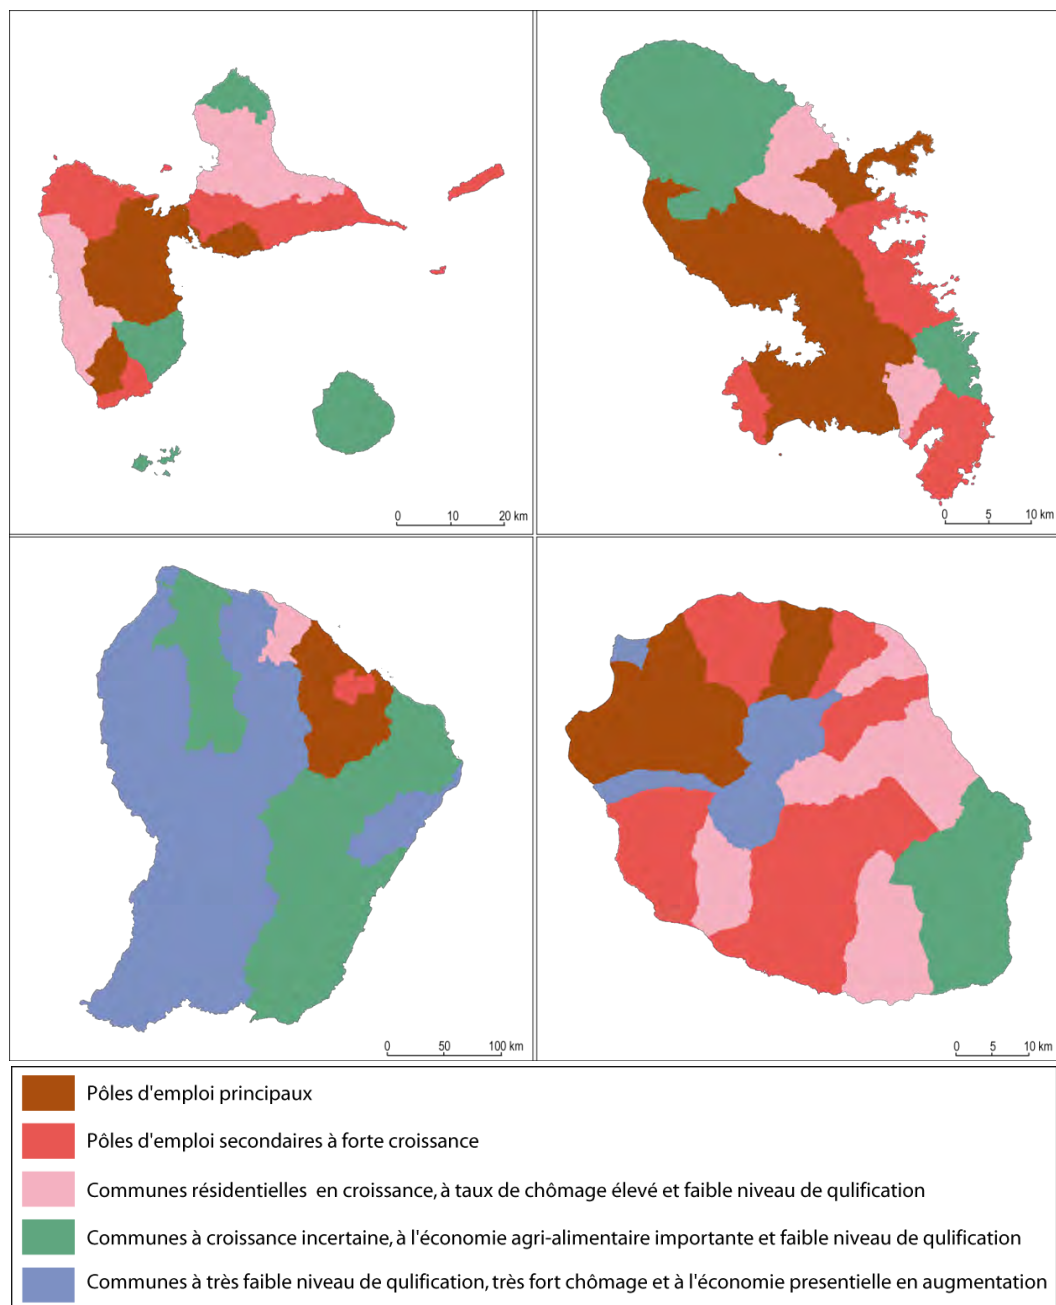 0 10 20 km
0 5 10 km
0 50 100 km
0 5 10 km
Pôles d'emploi principaux
Pôles d'emploi secondaires à forte croissance
Communes résidentielles en croissance, à taux de chômage élevé et faible niveau de qulification
Communes à croissance incertaine, à l'économie agri-alimentaire importante et faible niveau de qulification
Communes à très faible niveau de qulification, très fort chômage et à l'économie presentielle en augmentation